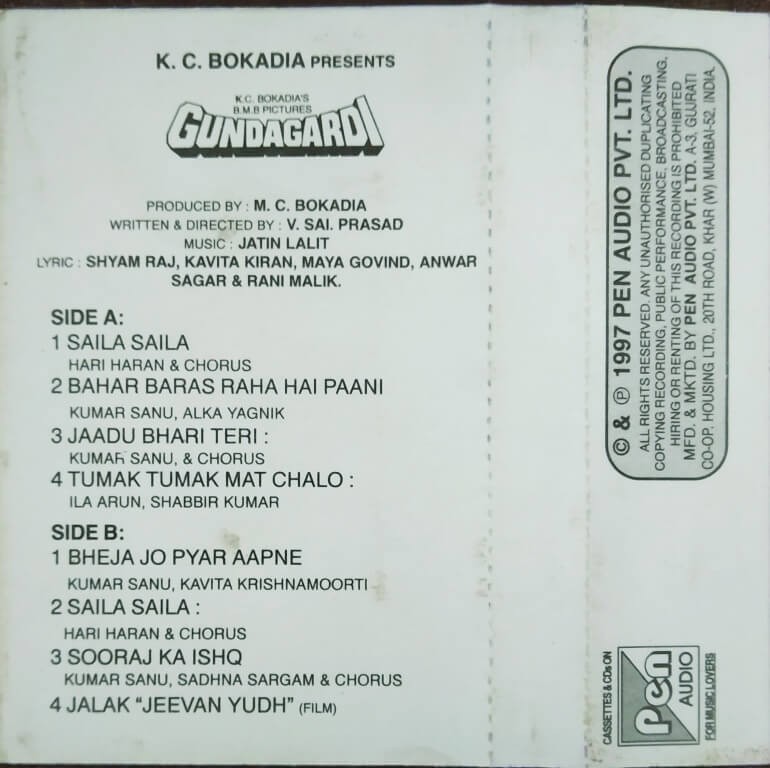 K. C. BOKADIA PRESENTS
K.C. BOKADIA'S
B.M.B PICTURES
GUNDAGARDI
PRODUCED BY : M. C. BOKADIA
WRITTEN & DIRECTED BY : V. SAI. PRASAD
MUSIC : JATIN LALIT
LYRIC : SHYAM RAJ, KAVITA KIRAN, MAYA GOVIND, ANWAR
SAGAR & RANI MALIK.
SIDE A:
1 SAILA SAILA
HARI HARAN & CHORUS
2 BAHAR BARAS RAHA HAI PAANI
KUMAR SANU, ALKA YAGNIK
3 JAADU BHARI TERI :
KUMAR SANU, & CHORUS
4 TUMAK TUMAK MAT CHALO :
ILA ARUN, SHABBIR KUMAR
SIDE B:
1 BHEJA JO PYAR AAPNE
KUMAR SANU, KAVITA KRISHNAMOORTI
2 SAILA SAILA :
HARI HARAN & CHORUS
3 SOORAJ KA ISHQ
KUMAR SANU, SADHNA SARGAM & CHORUS
4 JALAK “JEEVAN YUDH” (FILM)
© & ℗ 1997 PEN AUDIO PVT. LTD.
ALL RIGHTS RESERVED. ANY UNAUTHORISED DUPLICATING
COPYING RECORDING, PUBLIC PERFORMANCE, BROADCASTING,
HIRING OR RENTING OF THIS RECORDING IS PROHIBITED
MFD. & MKTD. BY PEN AUDIO PVT. LTD. A-3, GUJRATI
CO-OP. HOUSING LTD., 20TH ROAD, KHAR (W) MUMBAI-52. INDIA.
CASSETTES & CDs ON
Pen
AUDIO
FOR MUSIC LOVERS